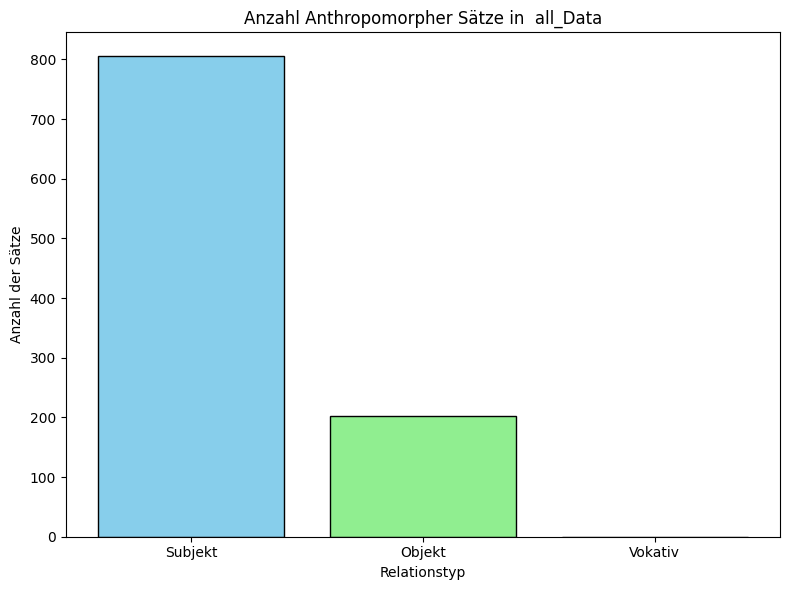 Anzahl Anthropomorpher Sätze in  all_Data
Anzahl der Sätze
800
700
600
500
400
300
200
100
0
Subjekt Objekt Vokativ
Relationstyp